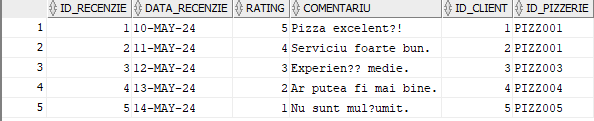 ID_RECENZIE DATA_RECENZIE RATING COMENTARIU ID_CLIENT ID_PIZZERIE
1 1 10-MAY-24 5 Pizza excelent?! 1 PIZZ001
2 2 11-MAY-24 4 Serviciu foarte bun. 2 PIZZ001
3 3 12-MAY-24 3 Experien?? medie. 3 PIZZ003
4 4 13-MAY-24 2 Ar putea fi mai bine. 4 PIZZ004
5 5 14-MAY-24 1 Nu sunt mul?umit. 5 PIZZ005